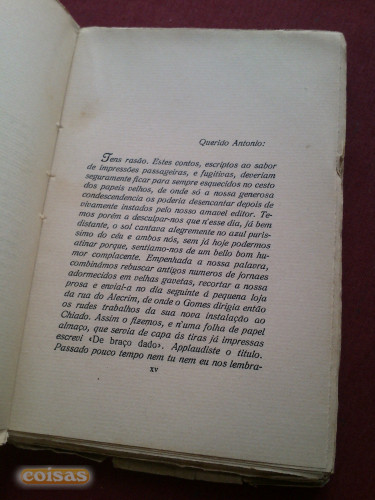 Querido Antonio:
Tens rasão. Estes contos, escriptos ao sabor
de impressões passageiras, e fugitivas, deveriam
seguramente ficar para sempre esquecidos no cesto
dos papeis velhos, de onde só a nossa generosa
condescendencia os poderia desencantar depois de
vivamente instados pelo nosso amavel editor. Te-
mos porém a desculpar-nos que n'esse dia, já bem
distante, o sol cantava alegremente no azul puris-
simo do céu e ambos nós, sem já hoje podermos
atinar porque, sentiamo-nos de um bello bom hu-
mor complacente. Empenhada a nossa palavra,
combinámos rebuscar antigos numeros de jornaes
adormecidos em velhas gavetas, recortar a nossa
prosa e enviai-a no dia seguinte á pequena loja
da rua do Alecrim, de onde o Gomes dirigia então
os rudes trabalhos da sua nova instalação ao
Chiado. Assim o fizemos, e n'uma folha de papel
almaço, que servia de capa ás tiras já impressas
escrevi «De braço dado». Applaudiste o titulo.
Passado pouco tempo nem tu nem eu nos lembra-
xv
coisas